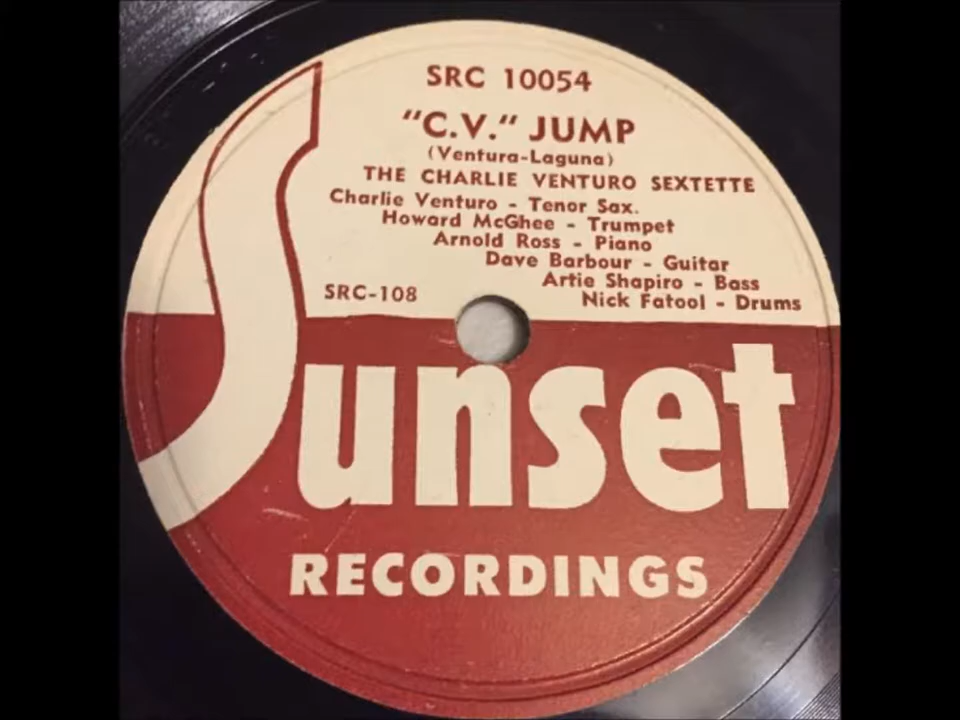 SRC 10054
"C.V." JUMP
(Ventura-Laguna)
THE CHARLIE VENTURO SEXTETTE
Charlie Venturo - Tenor Sax.
Howard McGhee - Trumpet
Arnold Ross - Piano
Dave Barbour - Guitar
Artie Shapiro - Bass
Nick Fatool - Drums
SRC-108
Sunset
RECORDINGS